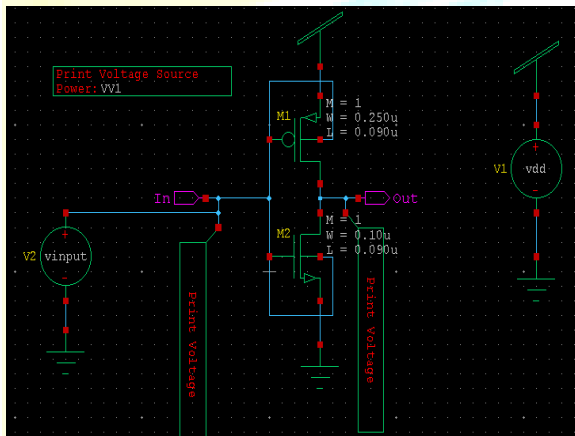 Print Voltage Source
Power: VV1
M1
M = 1
W = 0.250u
L = 0.090u
V1
+
vdd
-
In
Out
M2
M = 1
W = 0.10u
L = 0.090u
V2
+
vinput
-
Print Voltage
Print Voltage